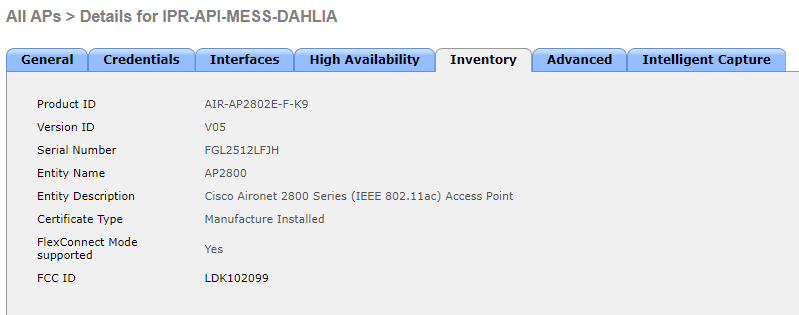 All APs > Details for IPR-API-MESS-DAHLIA
General Credentials Interfaces High Availability Inventory Advanced Intelligent Capture
Product ID AIR-AP2802E-F-K9
Version ID V05
Serial Number FGL2512LFJH
Entity Name AP2800
Entity Description Cisco Aironet 2800 Series (IEEE 802.11ac) Access Point
Certificate Type Manufacture Installed
FlexConnect Mode
supported Yes
FCC ID LDK102099